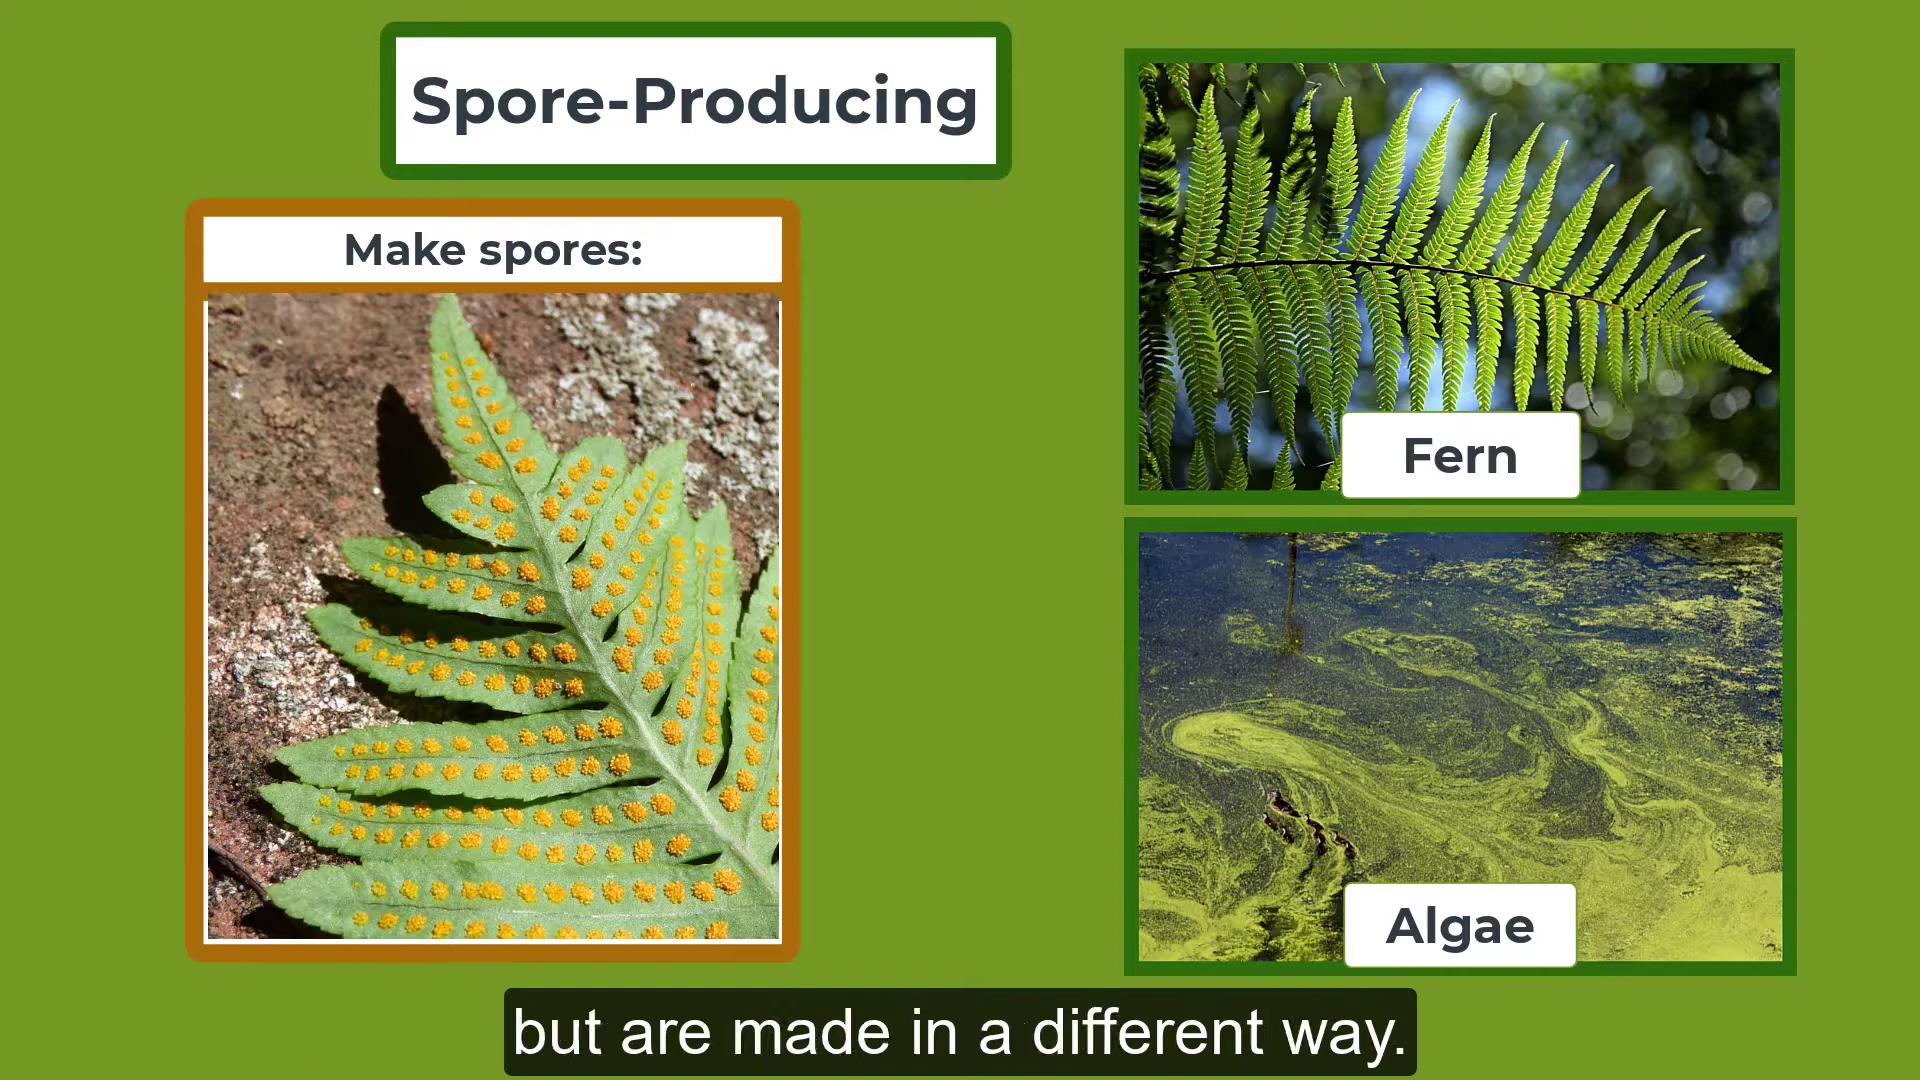 Spore-Producing
Make spores:
Fern
Algae
but are made in a different way.